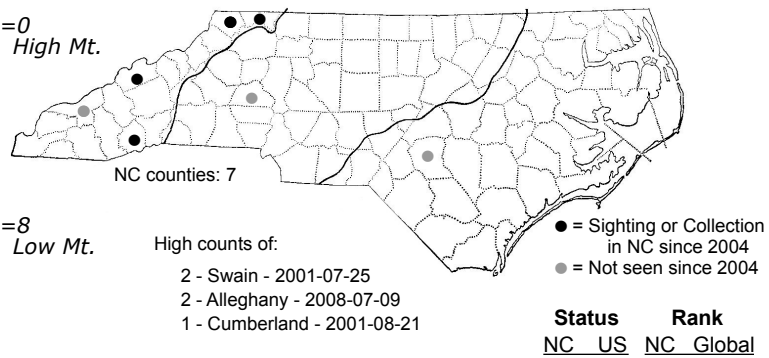 =0
High Mt.
NC counties: 7
=8
Low Mt.
High counts of:
2 - Swain - 2001-07-25
2 - Alleghany - 2008-07-09
1 - Cumberland - 2001-08-21
= Sighting or Collection
in NC since 2004
= Not seen since 2004
Status Rank
NC US NC Global